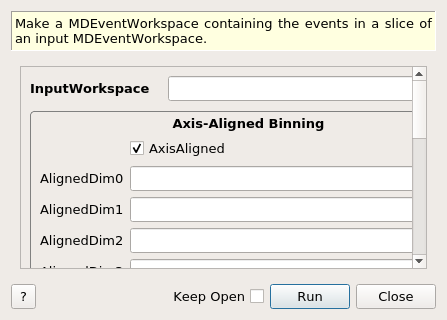 Make a MDEventWorkspace containing the events in a slice of
an input MDEventWorkspace.
InputWorkspace
Axis-Aligned Binning
AxisAligned
AlignedDim0
AlignedDim1
AlignedDim2
? Keep Open Run Close